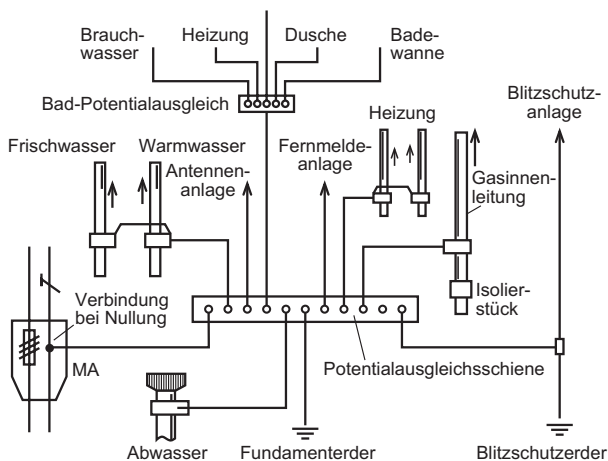 Brauch-
wasser
Heizung
Dusche
Bade-
wanne
Bad-Potentialausgleich
Heizung
Blitzschutz-
anlage
Frischwasser
Warmwasser
Antennen-
anlage
Fernmelde-
anlage
Gasinnen-
leitung
Verbindung
bei Nullung
Isolier-
stück
MA
Potentialausgleichsschiene
Abwasser
Fundamenterder
Blitzschutzerder